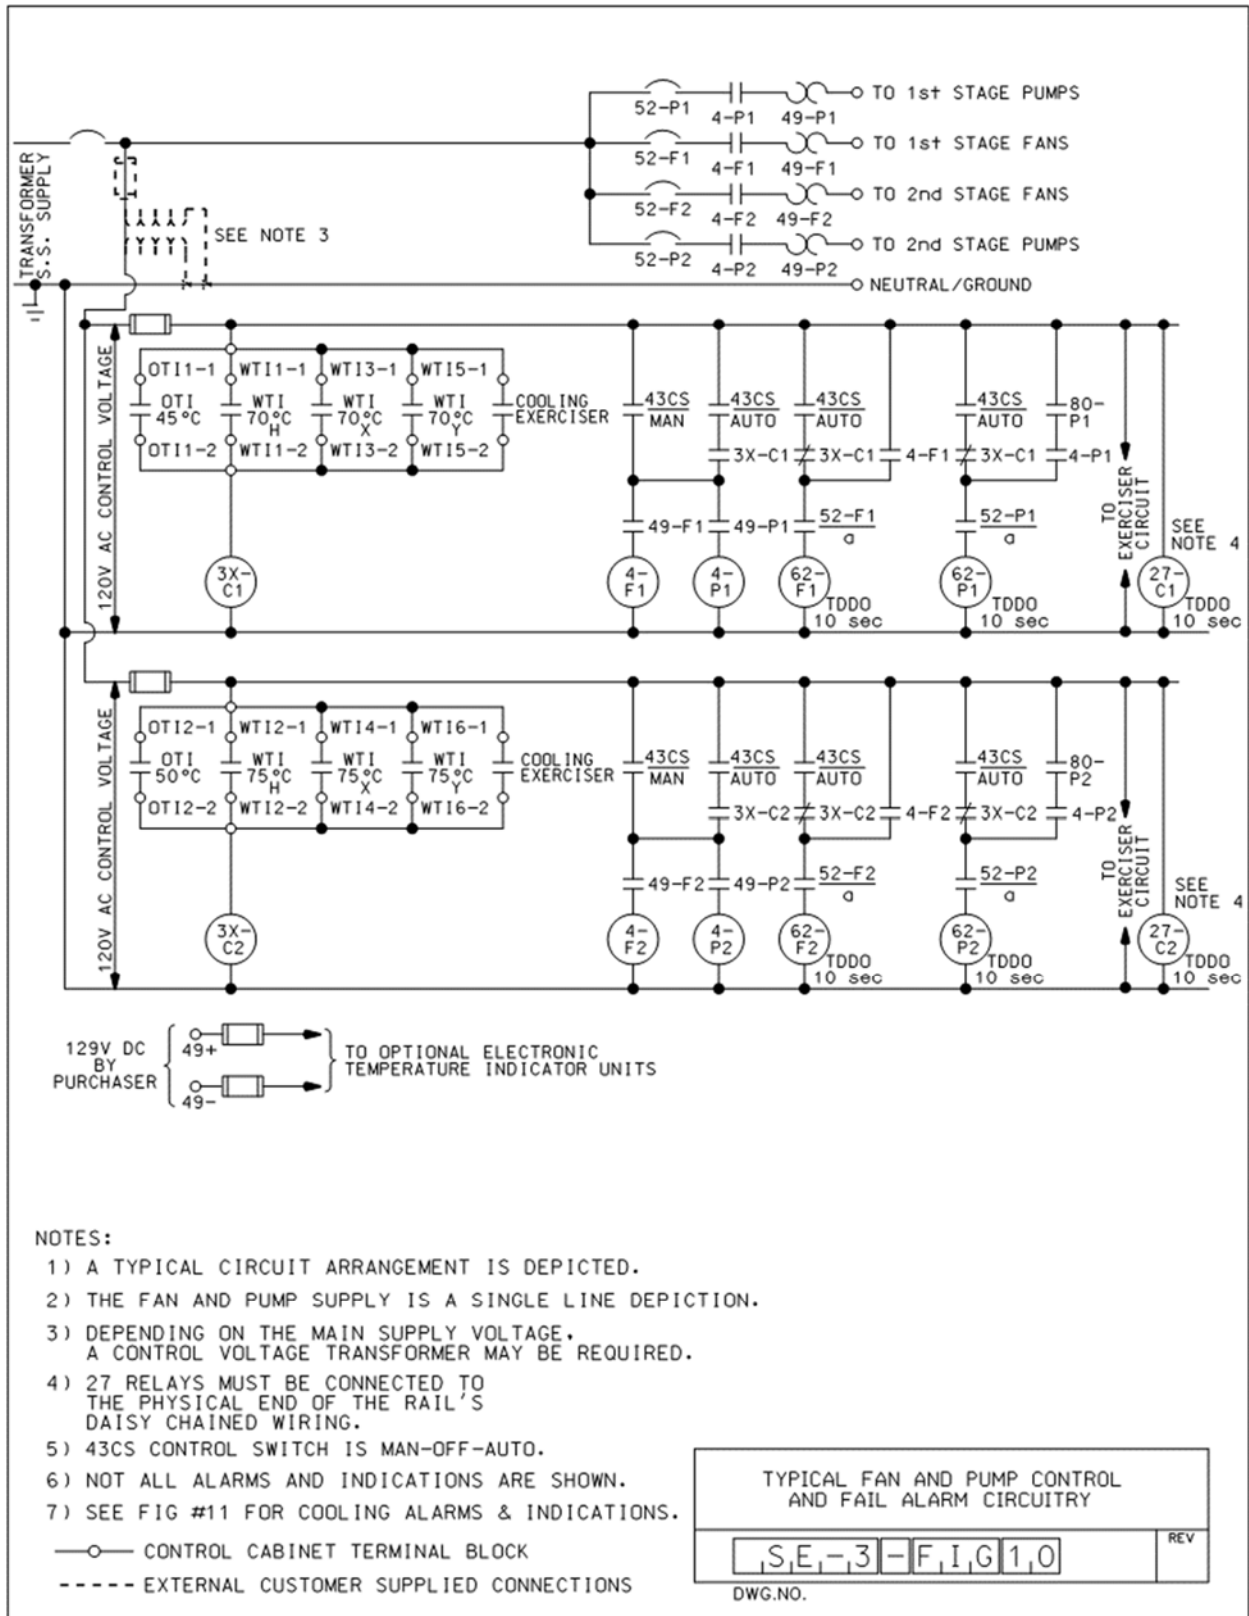 52-P1 4-P1 49-P1 TO 1st STAGE PUMPS
52-F1 4-F1 49-F1 TO 1st STAGE FANS
52-F2 4-F2 49-F2 TO 2nd STAGE FANS
52-P2 4-P2 49-P2 TO 2nd STAGE PUMPS
NEUTRAL/GROUND
TRANSFORMER
S.S. SUPPLY
SEE NOTE 3
120V AC CONTROL VOLTAGE
OTI1-1 WTI1-1 WTI3-1 WTI5-1
OTI WTI WTI WTI COOLING
45°C 70°C 70°C 70°C EXERCISER
H X Y
OTI1-2 WTI1-2 WTI3-2 WTI5-2
43CS 43CS 43CS 43CS 80-
MAN AUTO AUTO AUTO P1
3X-C1 3X-C1 4-F1 3X-C1 4-P1
49-F1 49-P1 52-F1 52-P1
a a
TO
EXERCISER
CIRCUIT
SEE
NOTE 4
3X- 4- 4- 62- 62- 27-
C1 F1 P1 F1 P1 C1
TDDO TDDO TDDO
10 sec 10 sec 10 sec
120V AC CONTROL VOLTAGE
OTI2-1 WTI2-1 WTI4-1 WTI6-1
OTI WTI WTI WTI COOLING
50°C 75°C 75°C 75°C EXERCISER
H X Y
OTI2-2 WTI2-2 WTI4-2 WTI6-2
43CS 43CS 43CS 43CS 80-
MAN AUTO AUTO AUTO P2
3X-C2 3X-C2 4-F2 3X-C2 4-P2
49-F2 49-P2 52-F2 52-P2
a a
TO
EXERCISER
CIRCUIT
SEE
NOTE 4
3X- 4- 4- 62- 62- 27-
C2 F2 P2 F2 P2 C2
TDDO TDDO TDDO
10 sec 10 sec 10 sec
129V DC
BY
PURCHASER
49+
49-
TO OPTIONAL ELECTRONIC
TEMPERATURE INDICATOR UNITS
NOTES:
1) A TYPICAL CIRCUIT ARRANGEMENT IS DEPICTED.
2) THE FAN AND PUMP SUPPLY IS A SINGLE LINE DEPICTION.
3) DEPENDING ON THE MAIN SUPPLY VOLTAGE,
A CONTROL VOLTAGE TRANSFORMER MAY BE REQUIRED.
4) 27 RELAYS MUST BE CONNECTED TO
THE PHYSICAL END OF THE RAIL'S
DAISY CHAINED WIRING.
5) 43CS CONTROL SWITCH IS MAN-OFF-AUTO.
6) NOT ALL ALARMS AND INDICATIONS ARE SHOWN.
7) SEE FIG #11 FOR COOLING ALARMS & INDICATIONS.
CONTROL CABINET TERMINAL BLOCK
EXTERNAL CUSTOMER SUPPLIED CONNECTIONS
TYPICAL FAN AND PUMP CONTROL
AND FAIL ALARM CIRCUITRY
SE-3-FIG10
REV
DWG.NO.